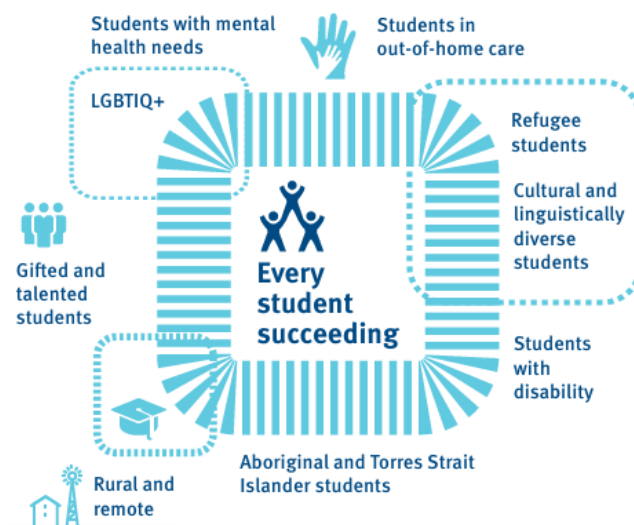 Students with mental
health needs
LGBTIQ+
Students in
out-of-home care
Refugee
students
Cultural and
linguistically
diverse
students
Every
student
succeeding
Gifted and
talented
students
Students
with
disability
Aboriginal and Torres Strait
Islander students
Rural and
remote